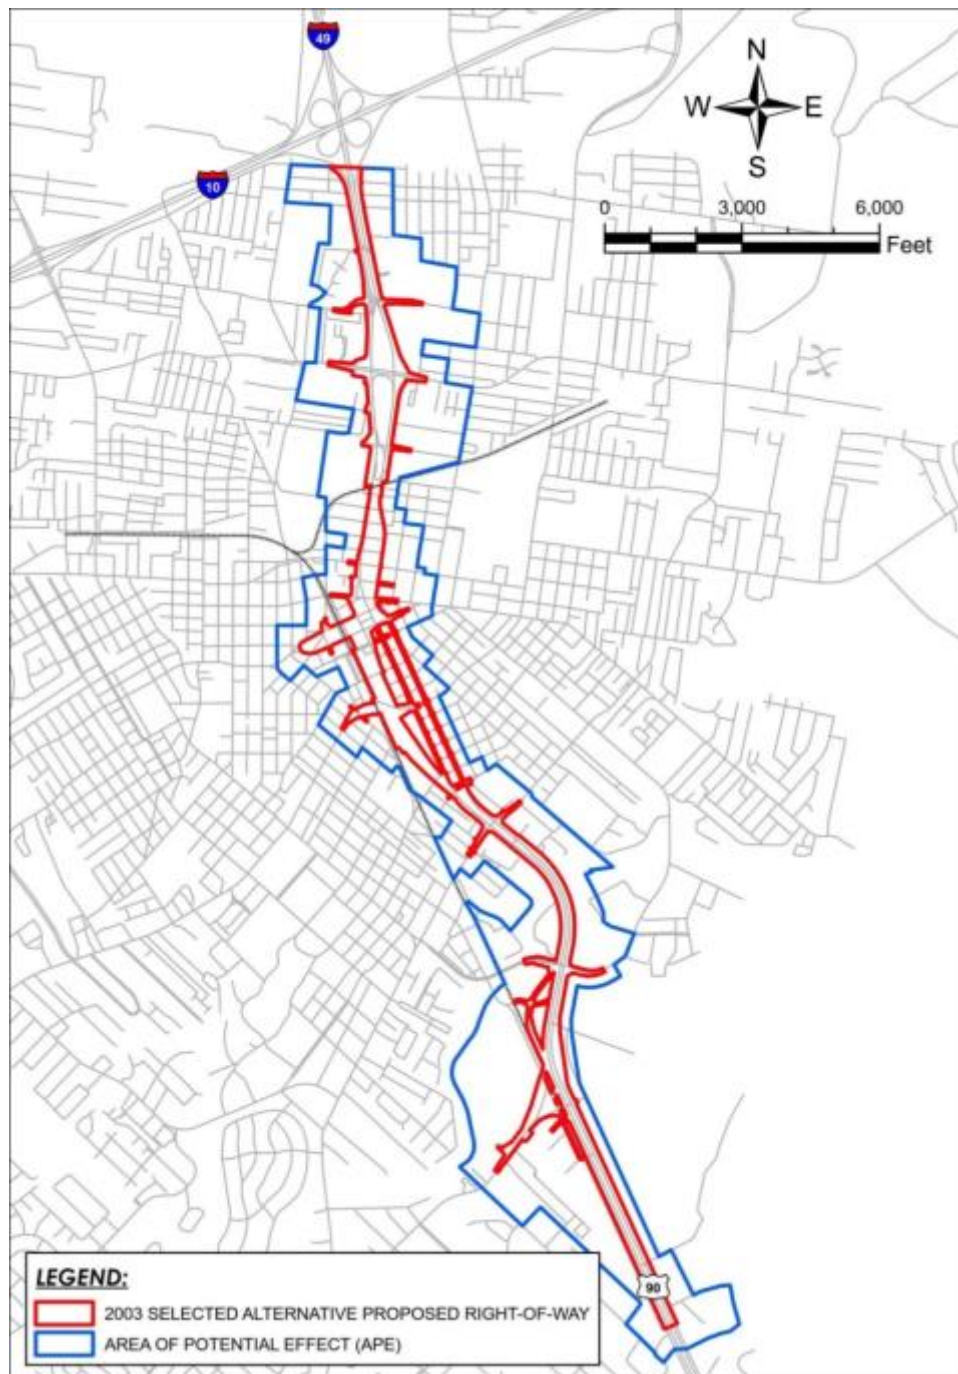 49
N
W E
S
10
0 3,000 6,000
Feet
90
LEGEND:
2003 SELECTED ALTERNATIVE PROPOSED RIGHT-OF-WAY
AREA OF POTENTIAL EFFECT (APE)